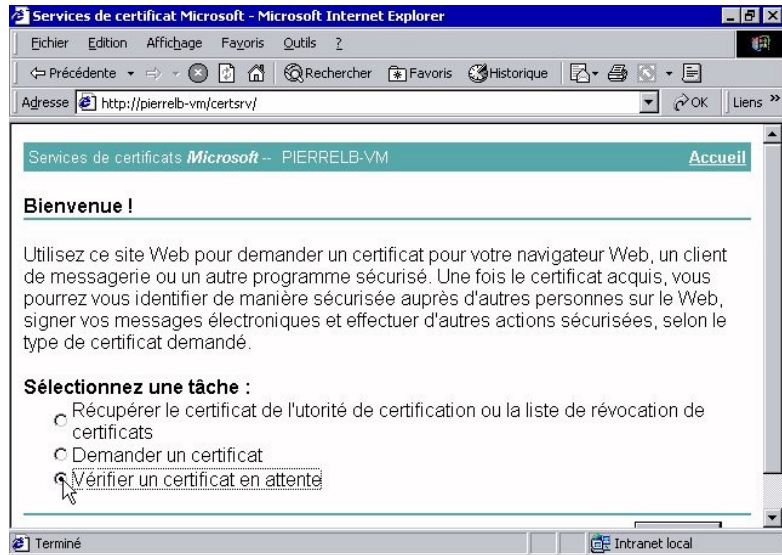 Services de certificat Microsoft - Microsoft Internet Explorer
Fichier Edition Affichage Favoris Outils ?
Précédente Rechercher Favoris Historique
Adresse http://pierrelb-vm/certsrv/ OK Liens »
Services de certificats Microsoft -- PIERRELB-VM Accueil
Bienvenue !
Utilisez ce site Web pour demander un certificat pour votre navigateur Web, un client
de messagerie ou un autre programme sécurisé. Une fois le certificat acquis, vous
pourrez vous identifier de manière sécurisée auprès d'autres personnes sur le Web,
signer vos messages électroniques et effectuer d'autres actions sécurisées, selon le
type de certificat demandé.
Sélectionnez une tâche :
Récupérer le certificat de l'utorité de certification ou la liste de révocation de
certificats
Demander un certificat
Vérifier un certificat en attente
Terminé Intranet local